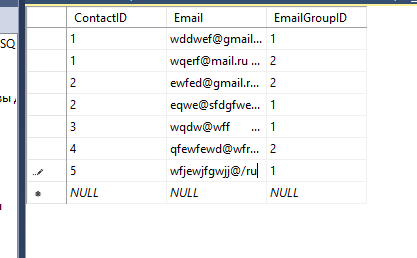 SQ
ContactID Email EmailGroupID
1 wddwef@gmail... 1
1 wqerf@mail.ru ... 2
2 ewfed@gmail.r... 2
вы д
2 eqwe@sfdgfwe... 1
3 wqdw@wff ... 1
4 qfewfewd@wfr... 2
5 wfjewjfgwjj@/ru 1
NULL NULL NULL